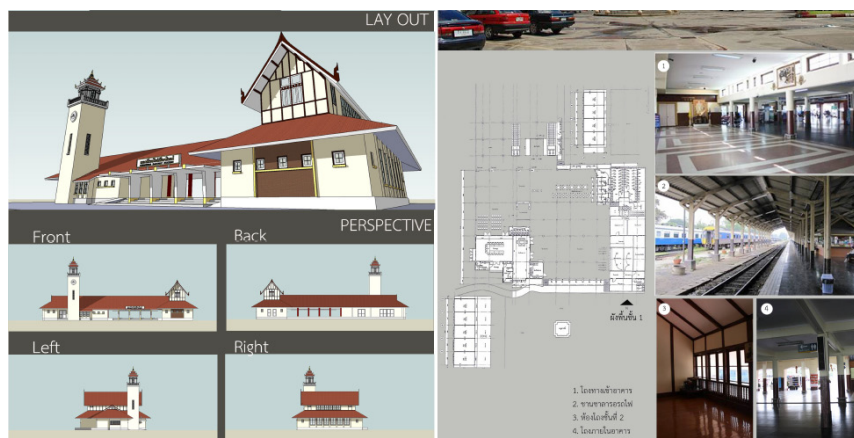 LAY OUT
PERSPECTIVE
Front
Back
Left
Right
ผังพื้นชั้น 1
1. โถงทางเข้าอาคาร
2. ชานชาลารถไฟ
3. ห้องโถงชั้นที่ 2
4. โถงภายในอาคาร
1
2
3
4